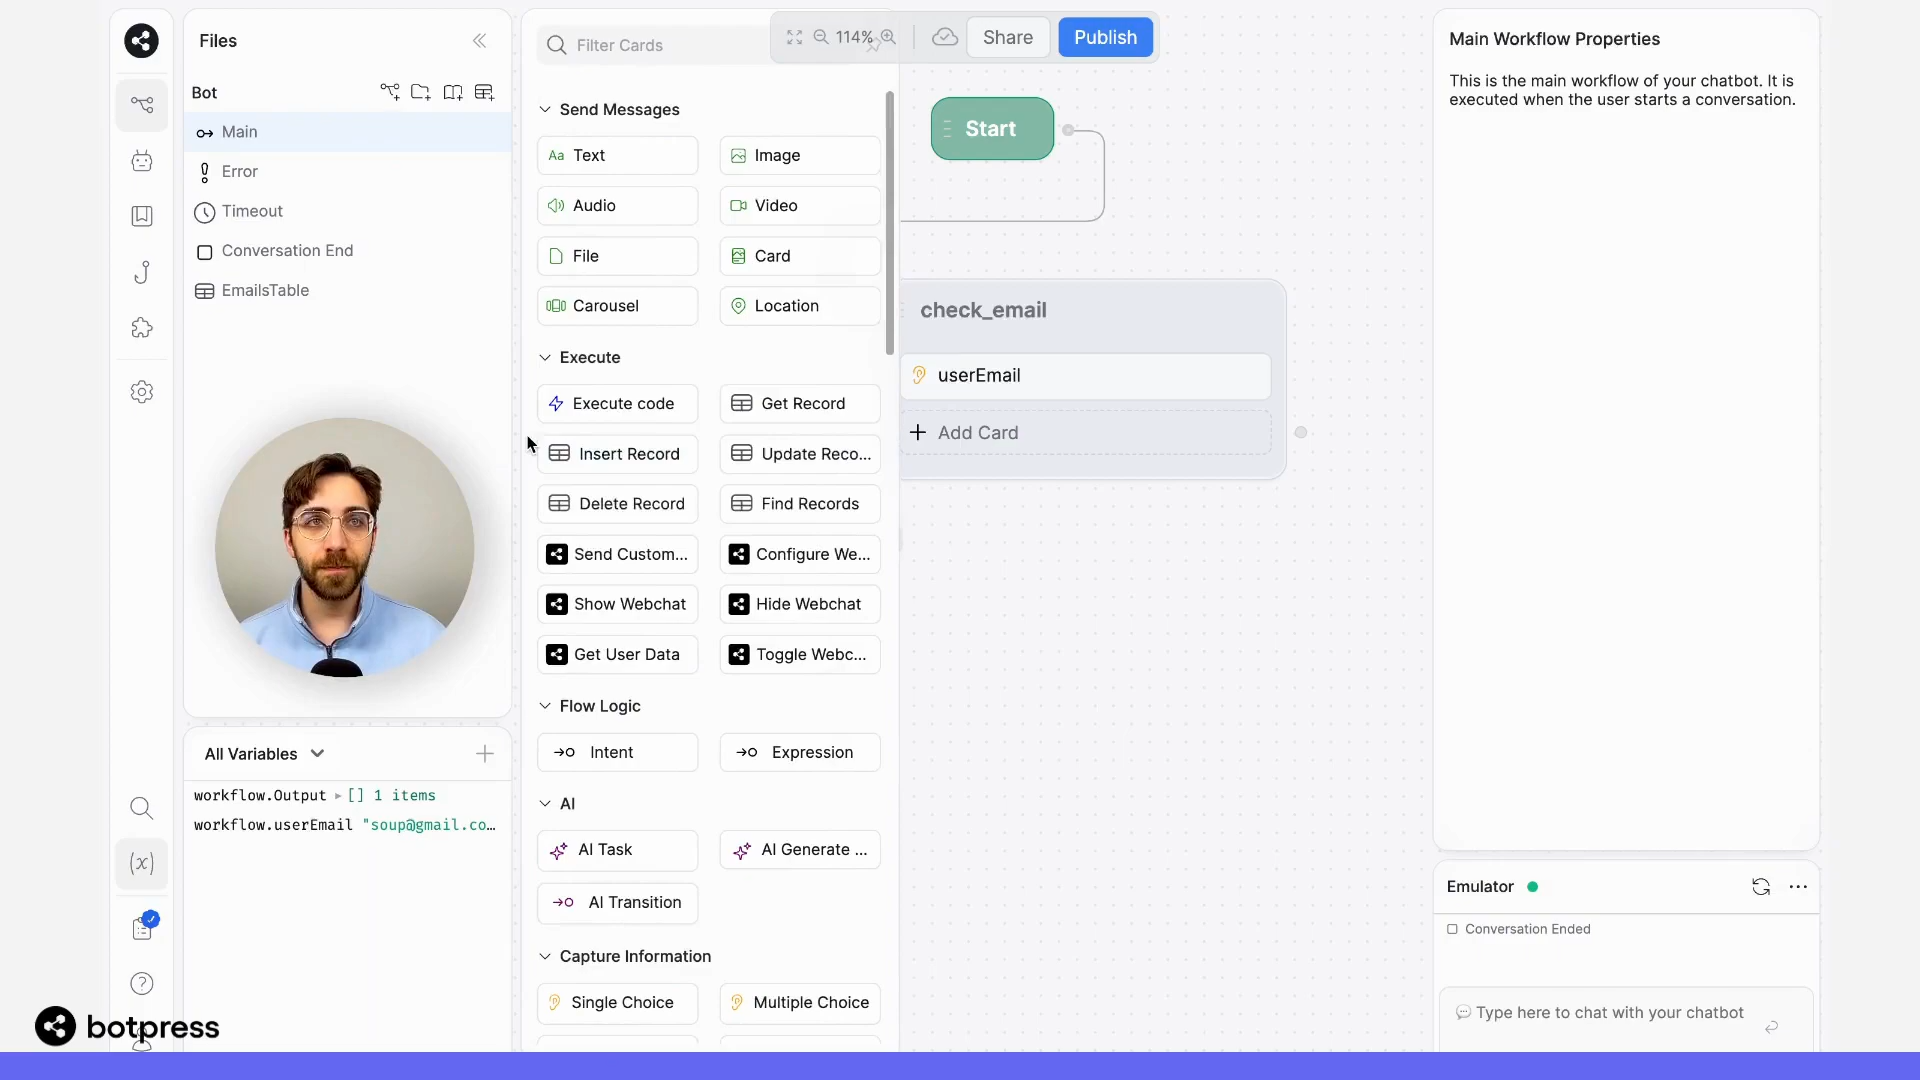 Files
Bot
Main
Error
Timeout
Conversation End
EmailsTable
All Variables
workflow.Output ▸ [] 1 items
workflow.userEmail "soup@gmail.co...
botpress
Filter Cards
Send Messages
Aa Text
Image
Audio
Video
File
Card
Carousel
Location
Execute
Execute code
Get Record
Insert Record
Update Reco...
Delete Record
Find Records
Send Custom...
Configure We...
Show Webchat
Hide Webchat
Get User Data
Toggle Webc...
Flow Logic
Intent
Expression
AI
AI Task
AI Generate ...
AI Transition
Capture Information
Single Choice
Multiple Choice
114%
Share
Publish
Start
check_email
userEmail
Add Card
Main Workflow Properties
This is the main workflow of your chatbot. It is
executed when the user starts a conversation.
Emulator
Conversation Ended
Type here to chat with your chatbot